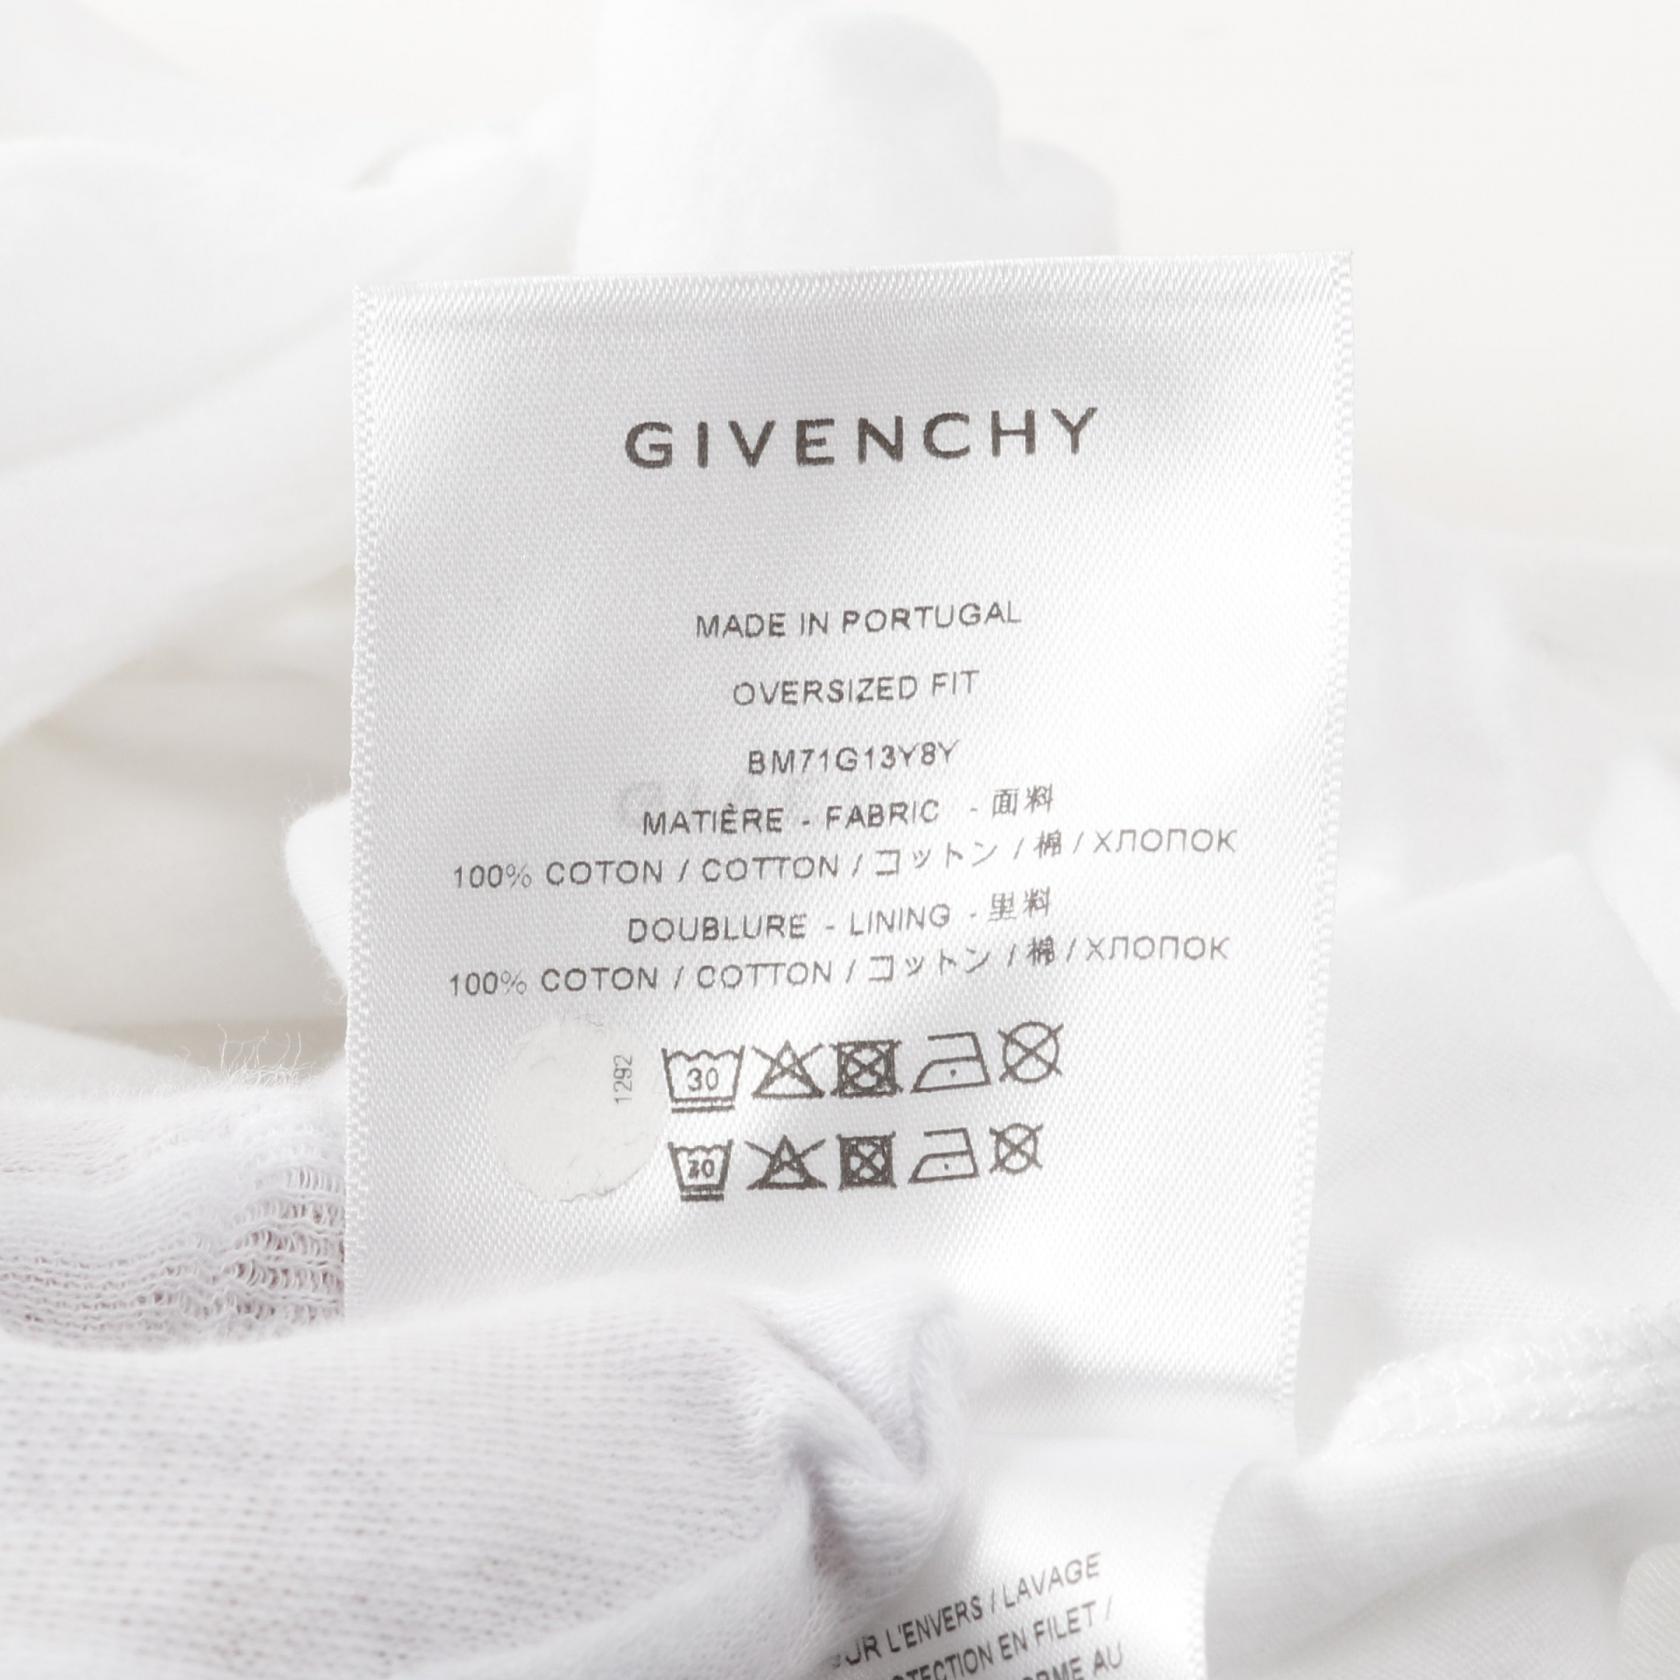 GIVENCHY
MADE IN PORTUGAL
OVERSIZED FIT
BM71G13Y8Y
MATIÈRE - FABRIC - 面料
100% COTON / COTTON / コットン / 棉 / ХЛОПОК
DOUBLURE - LINING - 里料
100% COTON / COTTON / コットン / 棉 / ХЛОПОК
1292
30
30
L'ENVERS / LAVAGE
EN FILET /
AU